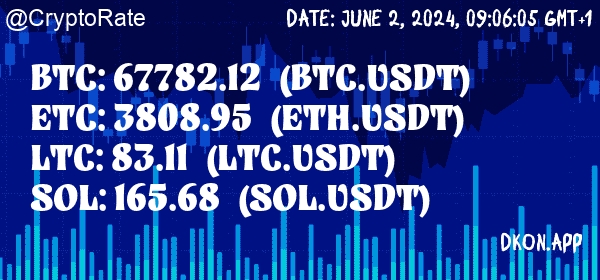 @CryptoRate
DATE: JUNE 2, 2024, 09:06:05 GMT+1
BTC: 67782.12 (BTC.USDT)
ETC: 3808.95 (ETH.USDT)
LTC: 83.11 (LTC.USDT)
SOL: 165.68 (SOL.USDT)
DKON.APP